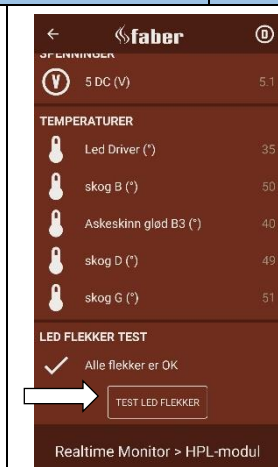 faber
D
SPENNINGER
V 5 DC (V) 5.1
TEMPERATURER
Led Driver (°) 35
skog B (°) 50
Askeskinn glød B3 (°) 40
skog D (°) 49
skog G (°) 51
LED FLEKKER TEST
Alle flekker er OK
TEST LED FLEKKER
Realtime Monitor > HPL-modul